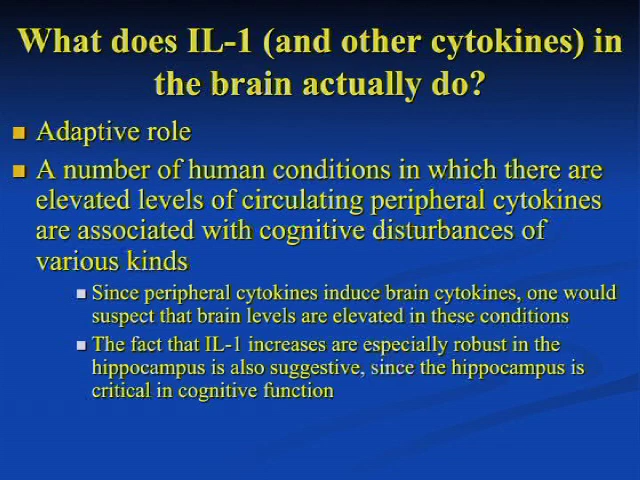 What does IL-1 (and other cytokines) in
the brain actually do?
Adaptive role
A number of human conditions in which there are
elevated levels of circulating peripheral cytokines
are associated with cognitive disturbances of
various kinds
Since peripheral cytokines induce brain cytokines, one would
suspect that brain levels are elevated in these conditions
The fact that IL-1 increases are especially robust in the
hippocampus is also suggestive, since the hippocampus is
critical in cognitive function